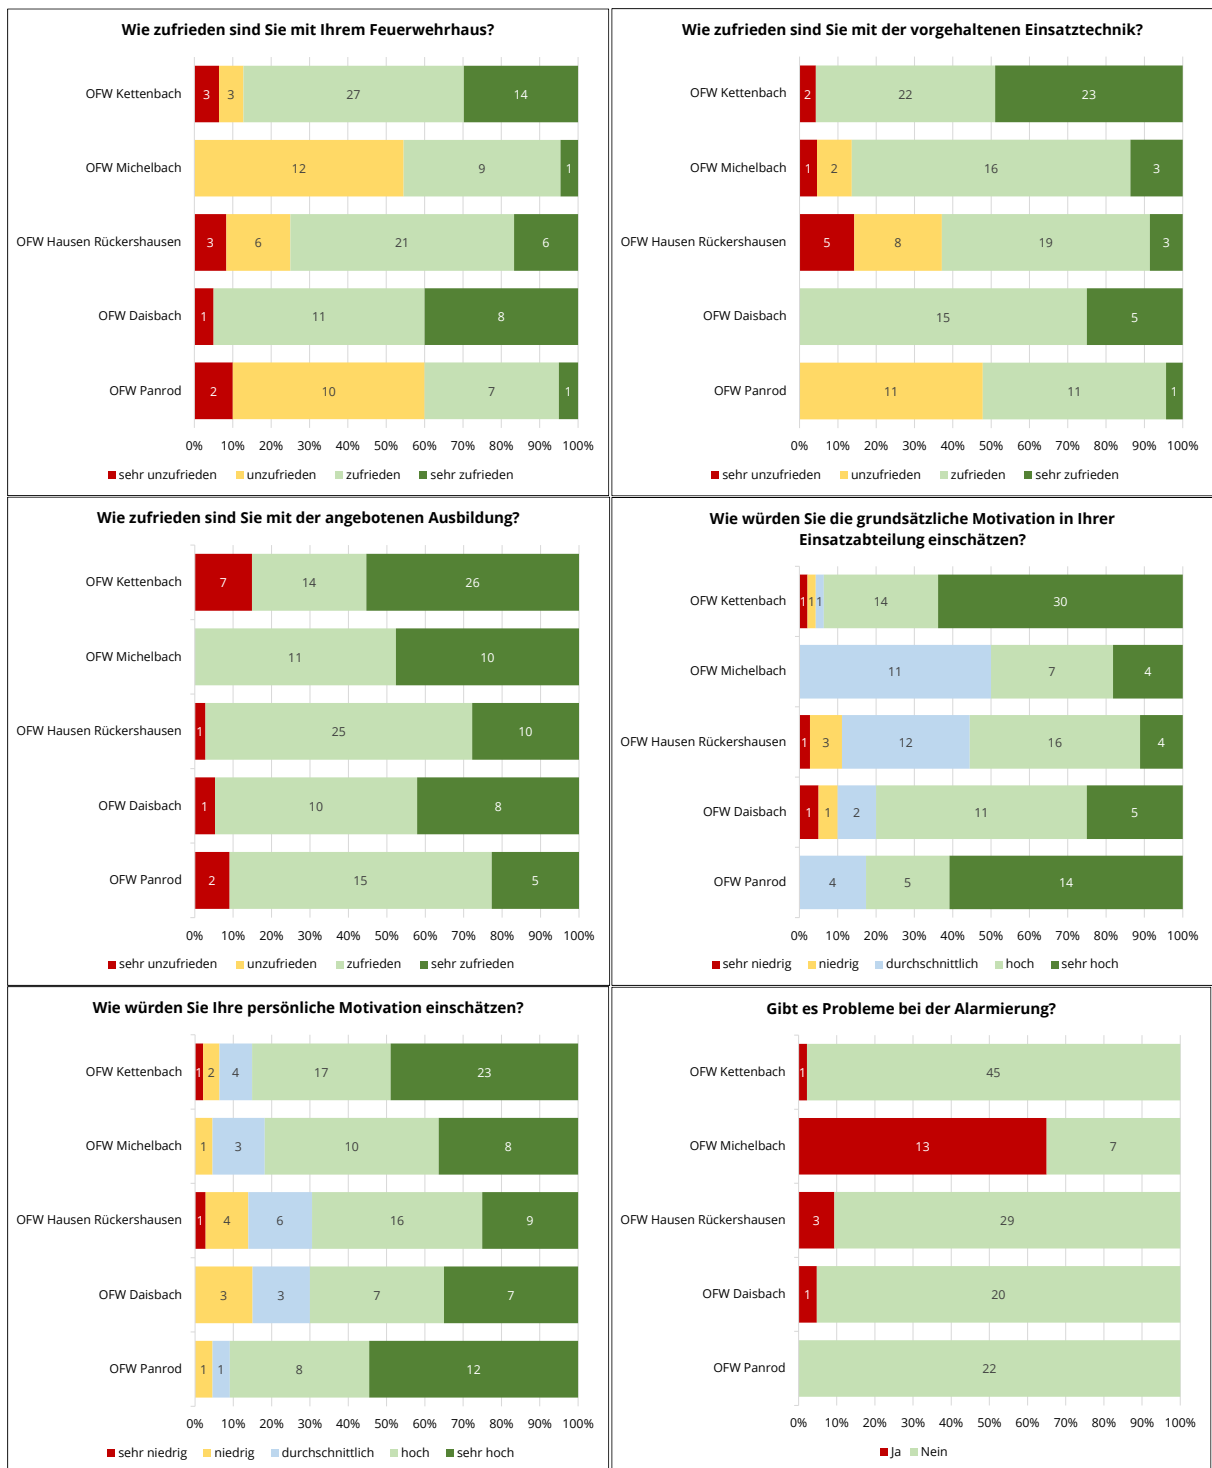 Wie zufrieden sind Sie mit Ihrem Feuerwehrhaus?
OFW Kettenbach 3 3 27 14
OFW Michelbach 12 9 1
OFW Hausen Rückershausen 3 6 21 6
OFW Daisbach 1 11 8
OFW Panrod 2 10 7 1
0% 10% 20% 30% 40% 50% 60% 70% 80% 90% 100%
sehr unzufrieden unzufrieden zufrieden sehr zufrieden
Wie zufrieden sind Sie mit der vorgehaltenen Einsatztechnik?
OFW Kettenbach 2 22 23
OFW Michelbach 1 2 16 3
OFW Hausen Rückershausen 5 8 19 3
OFW Daisbach 15 5
OFW Panrod 11 11 1
0% 10% 20% 30% 40% 50% 60% 70% 80% 90% 100%
sehr unzufrieden unzufrieden zufrieden sehr zufrieden
Wie zufrieden sind Sie mit der angebotenen Ausbildung?
OFW Kettenbach 7 14 26
OFW Michelbach 11 10
OFW Hausen Rückershausen 1 25 10
OFW Daisbach 1 10 8
OFW Panrod 2 15 5
0% 10% 20% 30% 40% 50% 60% 70% 80% 90% 100%
sehr unzufrieden unzufrieden zufrieden sehr zufrieden
Wie würden Sie die grundsätzliche Motivation in Ihrer
Einsatzabteilung einschätzen?
OFW Kettenbach 1 1 1 14 30
OFW Michelbach 11 7 4
OFW Hausen Rückershausen 1 3 12 16 4
OFW Daisbach 1 1 2 11 5
OFW Panrod 4 5 14
0% 10% 20% 30% 40% 50% 60% 70% 80% 90% 100%
sehr niedrig niedrig durchschnittlich hoch sehr hoch
Wie würden Sie Ihre persönliche Motivation einschätzen?
OFW Kettenbach 1 2 4 17 23
OFW Michelbach 1 3 10 8
OFW Hausen Rückershausen 1 4 6 16 9
OFW Daisbach 3 3 7 7
OFW Panrod 1 1 8 12
0% 10% 20% 30% 40% 50% 60% 70% 80% 90% 100%
sehr niedrig niedrig durchschnittlich hoch sehr hoch
Gibt es Probleme bei der Alarmierung?
OFW Kettenbach 1 45
OFW Michelbach 13 7
OFW Hausen Rückershausen 3 29
OFW Daisbach 1 20
OFW Panrod 22
0% 10% 20% 30% 40% 50% 60% 70% 80% 90% 100%
Ja Nein